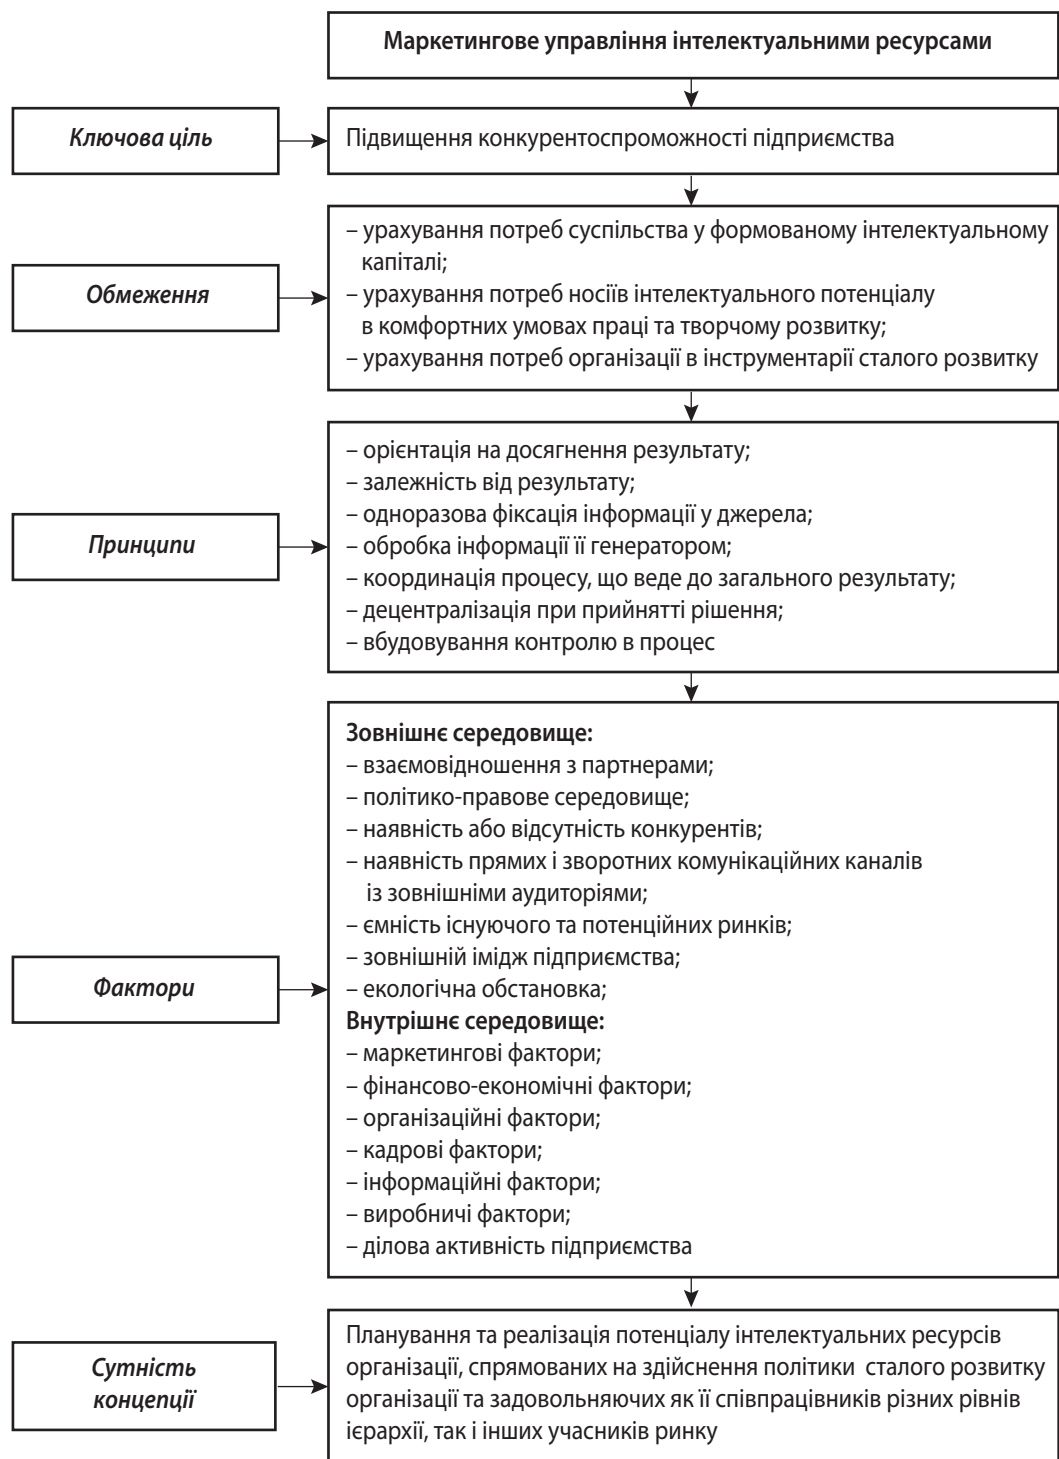 Маркетингове управління інтелектуальними ресурсами
Ключова ціль
Підвищення конкурентоспроможності підприємства
Обмеження
– урахування потреб суспільства у формованому інтелектуальному
капіталі;
– урахування потреб носіїв інтелектуального потенціалу
в комфортних умовах праці та творчому розвитку;
– урахування потреб організації в інструментарії сталого розвитку
Принципи
– орієнтація на досягнення результату;
– залежність від результату;
– одноразова фіксація інформації у джерела;
– обробка інформації її генератором;
– координація процесу, що веде до загального результату;
– децентралізація при прийнятті рішення;
– вбудовування контролю в процес
Фактори
Зовнішнє середовище:
– взаємовідношення з партнерами;
– політико-правове середовище;
– наявність або відсутність конкурентів;
– наявність прямих і зворотних комунікаційних каналів
із зовнішніми аудиторіями;
– ємність існуючого та потенційних ринків;
– зовнішній імідж підприємства;
– екологічна обстановка;
Внутрішнє середовище:
– маркетингові фактори;
– фінансово-економічні фактори;
– організаційні фактори;
– кадрові фактори;
– інформаційні фактори;
– виробничі фактори;
– ділова активність підприємства
Сутність
концепції
Планування та реалізація потенціалу інтелектуальних ресурсів
організації, спрямованих на здійснення політики сталого розвитку
організації та задовольняючих як її співпрацівників різних рівнів
ієрархії, так і інших учасників ринку